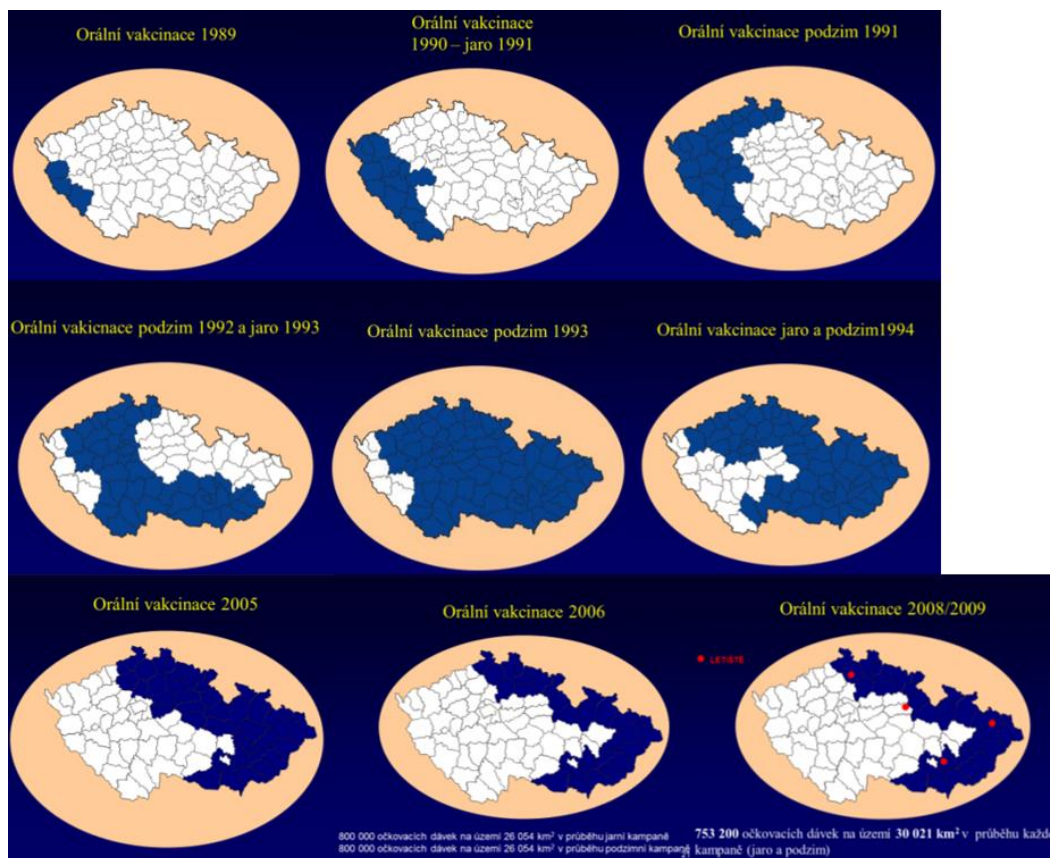 Orální vakcinace 1989
Orální vakcinace
1990 – jaro 1991
Orální vakcinace podzim 1991
Orální vakicnace podzim 1992 a jaro 1993
Orální vakcinace podzim 1993
Orální vakcinace jaro a podzim1994
Orální vakcinace 2005
Orální vakcinace 2006
Orální vakcinace 2008/2009
LETIŠTĚ
800 000 očkovacích dávek na území 26 054 km² v průběhu jarní kampaně
800 000 očkovacích dávek na území 26 054 km² v průběhu podzimní kampaně
753 200 očkovacích dávek na území 30 021 km² v průběhu každé
kampaně (jaro a podzim)